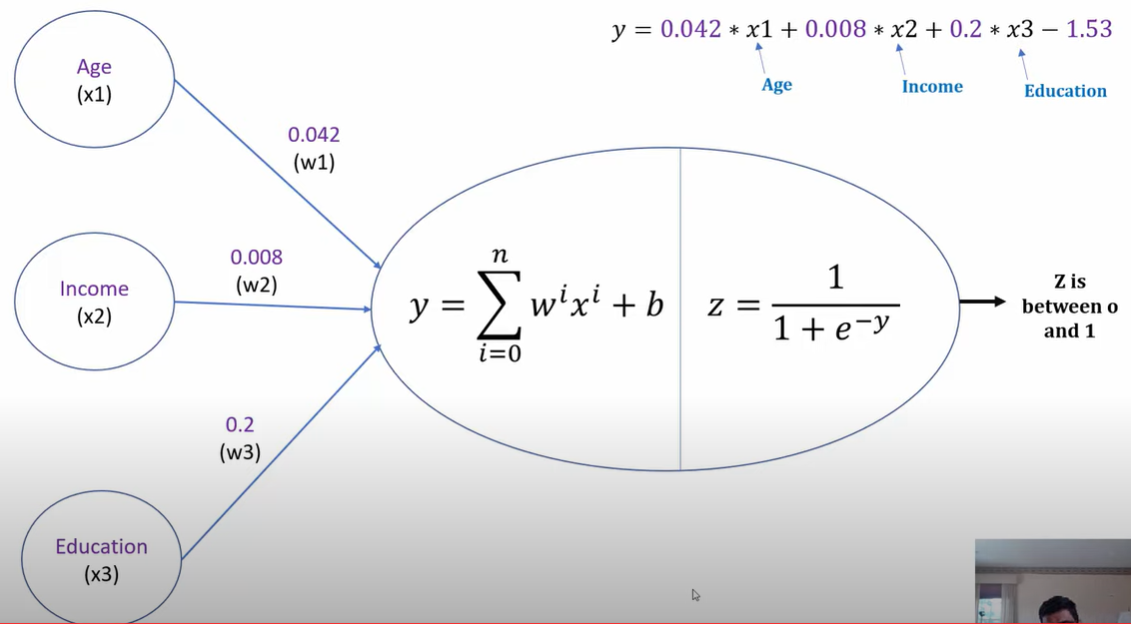 y = 0.042 * x1 + 0.008 * x2 + 0.2 * x3 − 1.53
Age
Income
Education
Age
(x1)
0.042
(w1)
Income
(x2)
0.008
(w2)
0.2
(w3)
Education
(x3)
n
y = ∑ wⁱxⁱ + b
i=0
z = 1 / (1 + e⁻ʸ)
Z is
between o
and 1